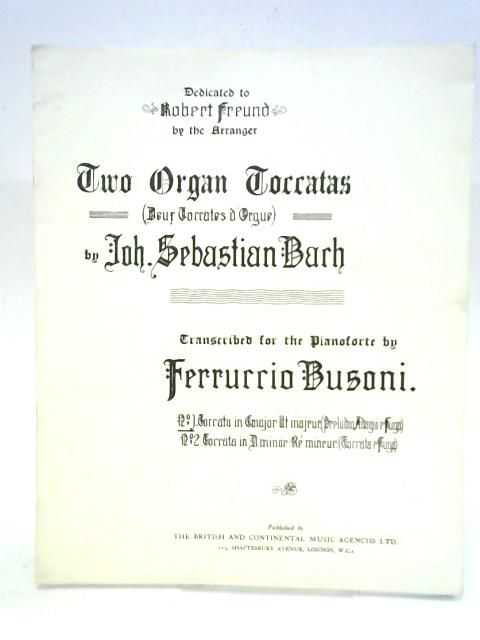 Dedicated to
Robert Freund
by the Arranger
Two Organ Toccatas
(Deux Toccates d'Orgue)
by Joh. Sebastian Bach
Transcribed for the Pianoforte by
Ferruccio Busoni.
No 1. Toccata in C major Ut majeur (Preludio, Adagio e Fuga)
No 2. Toccata in D minor Ré mineur (Toccata e Fuga)
Published by
THE BRITISH AND CONTINENTAL MUSIC AGENCIES LTD.
SHAFTESBURY AVENUE, LONDON, W.C.2